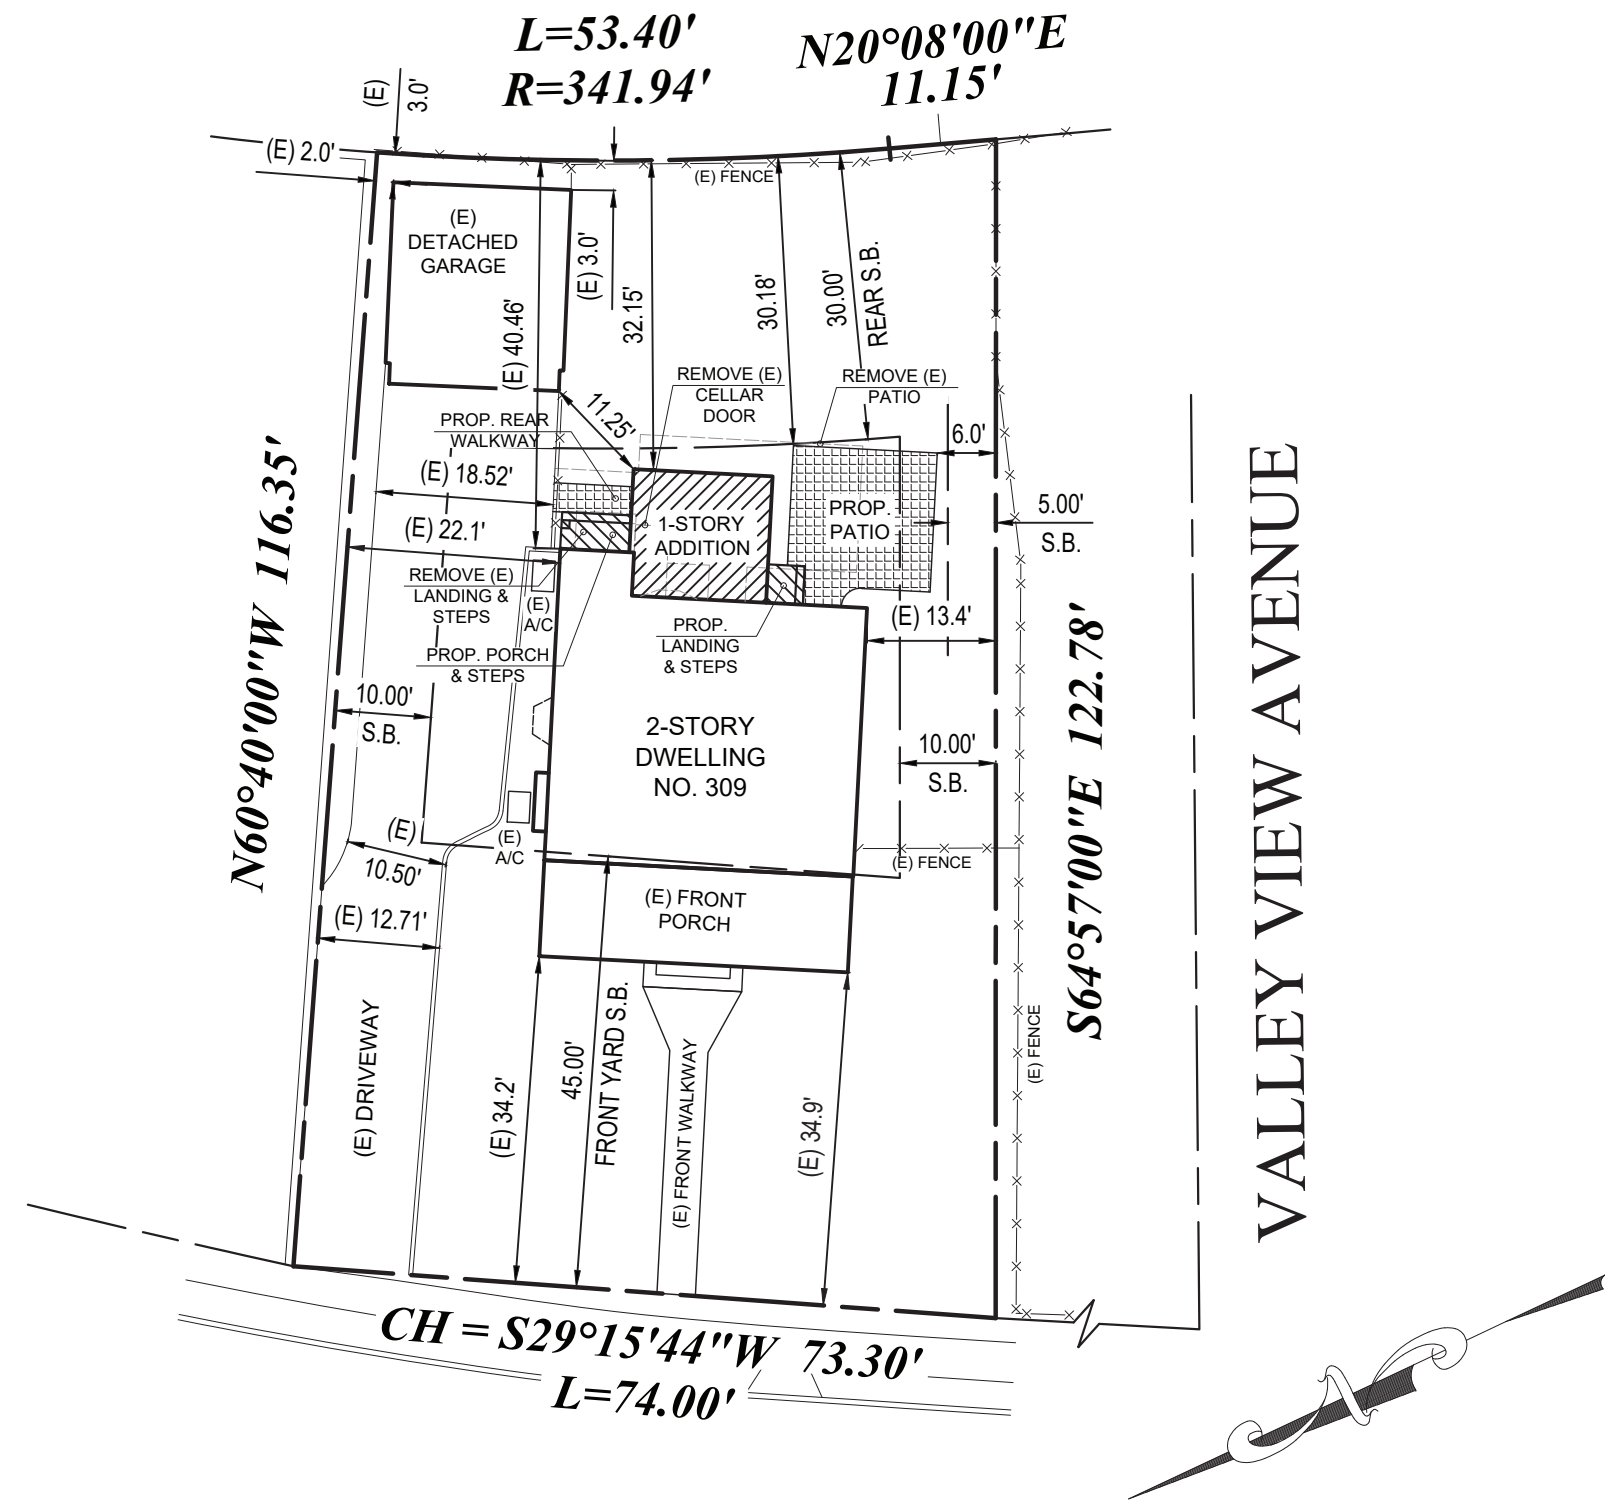 L=53.40'
R=341.94'
N20°08'00"E
11.15'
(E)
3.0'
(E) 2.0'
(E) FENCE
(E)
DETACHED
GARAGE
(E) 3.0'
(E) 40.46'
32.15'
30.18'
30.00'
REAR S.B.
REMOVE (E)
CELLAR
DOOR
REMOVE (E)
PATIO
11.25'
PROP. REAR
WALKWAY
6.0'
(E) 18.52'
(E) 22.1'
1-STORY
ADDITION
PROP.
PATIO
5.00'
S.B.
REMOVE (E)
LANDING &
STEPS
(E)
A/C
PROP. PORCH
& STEPS
PROP.
LANDING
& STEPS
(E) 13.4'
N60°40'00"W 116.35'
10.00'
S.B.
2-STORY
DWELLING
NO. 309
10.00'
S.B.
S64°57'00"E 122.78'
VALLEY VIEW AVENUE
(E)
10.50'
(E)
A/C
(E) FENCE
(E) 12.71'
(E) FRONT
PORCH
(E) DRIVEWAY
(E) 34.2'
45.00'
FRONT YARD S.B.
(E) FRONT WALKWAY
(E) 34.9'
(E) FENCE
CH = S29°15'44"W 73.30'
L=74.00'
N